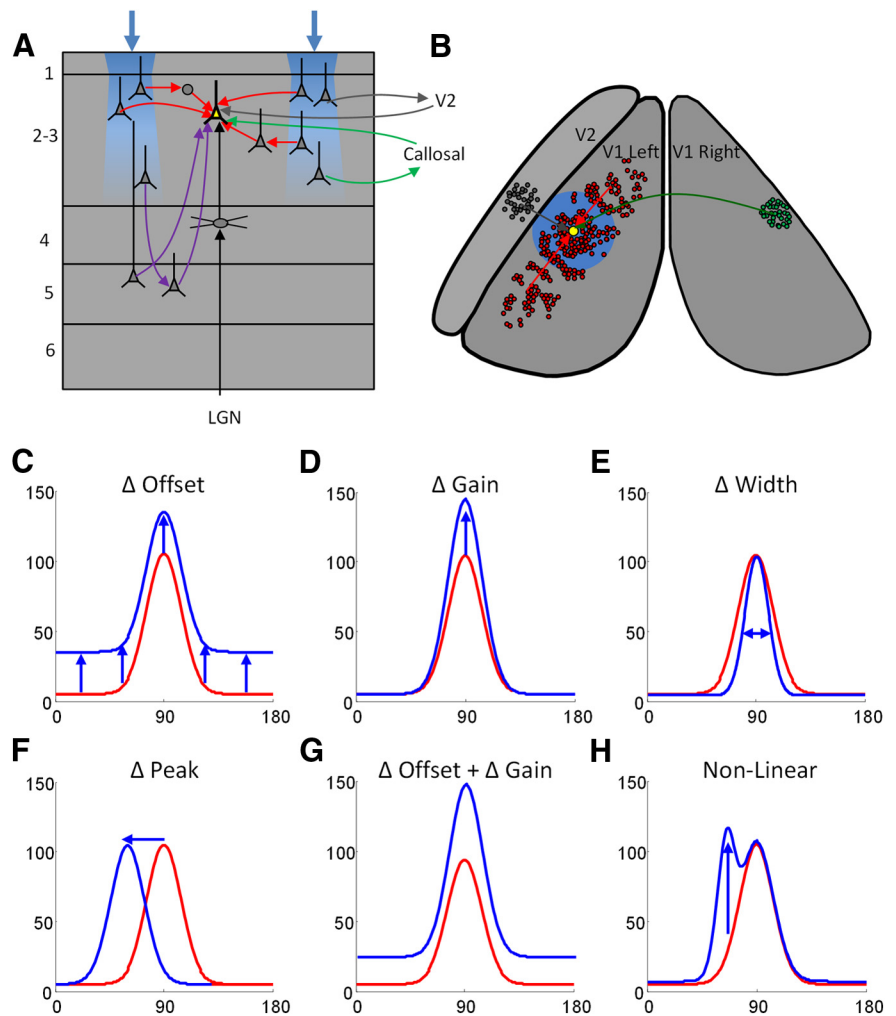 A
B
1
2-3
4
5
6
V2
Callosal
LGN
V2
V1 Left
V1 Right
C
Δ Offset
150
100
50
0
0
90
180
D
Δ Gain
150
100
50
0
0
90
180
E
Δ Width
150
100
50
0
0
90
180
F
Δ Peak
150
100
50
0
0
90
180
G
Δ Offset + Δ Gain
150
100
50
0
0
90
180
H
Non-Linear
150
100
50
0
0
90
180